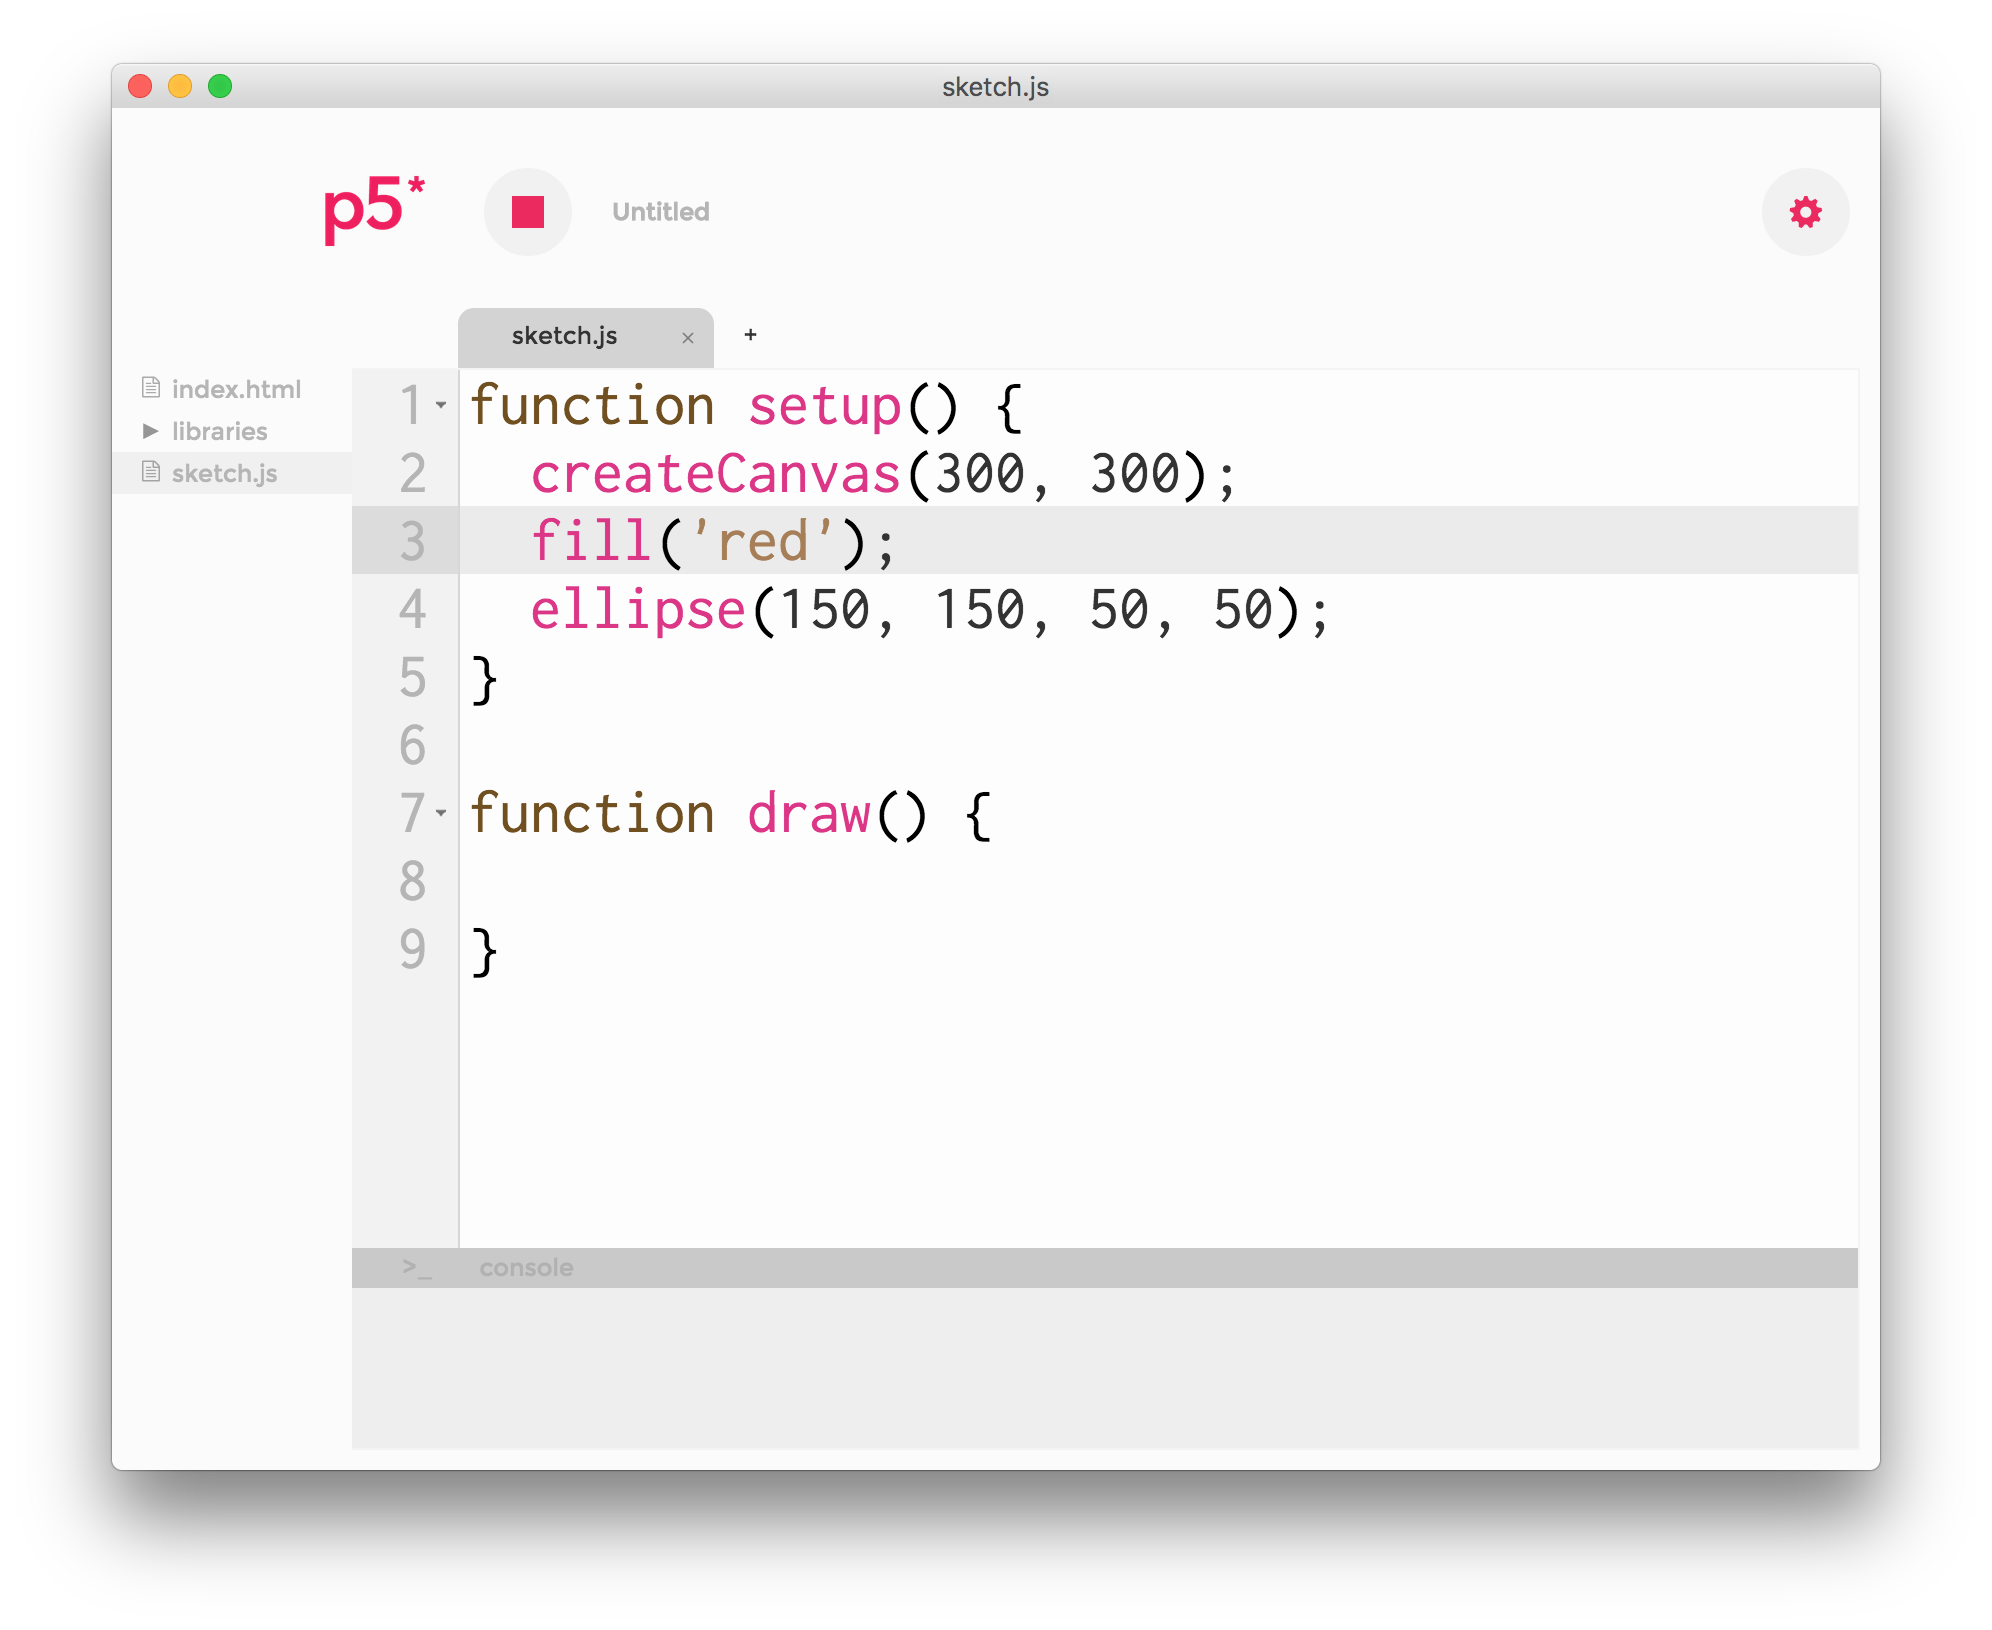 sketch.js
p5*
Untitled
sketch.js × +
index.html
libraries
sketch.js
1 function setup() {
2   createCanvas(300, 300);
3   fill('red');
4   ellipse(150, 150, 50, 50);
5 }
6
7 function draw() {
8
9 }
>_ console